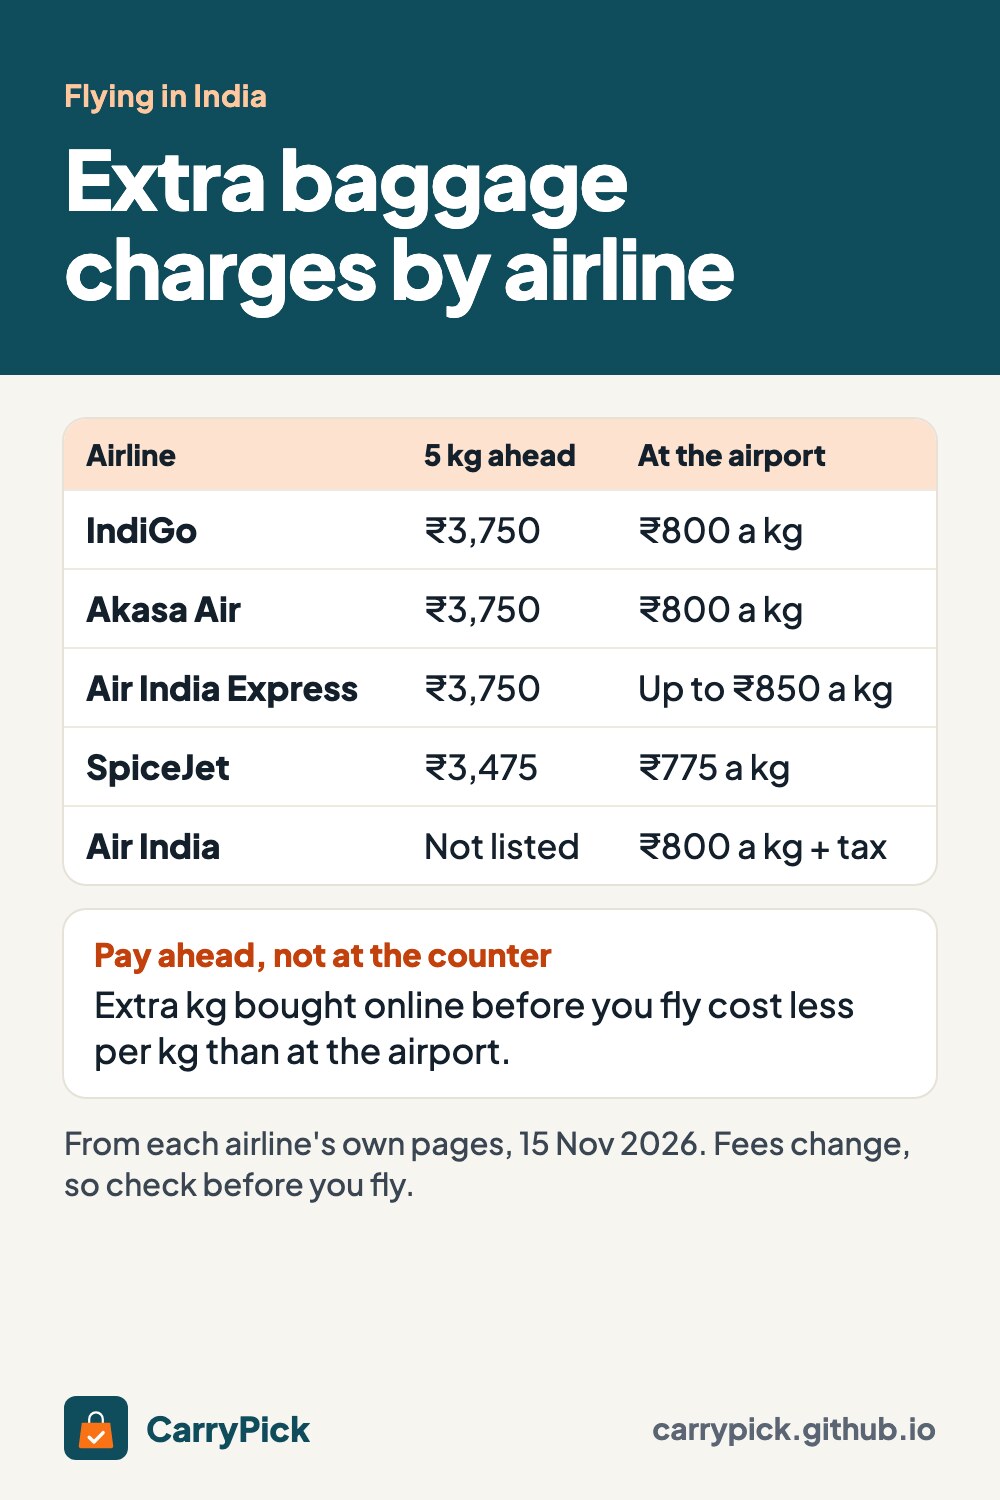 Flying in India
Extra baggage
charges by airline
Airline 5 kg ahead At the airport
IndiGo ₹3,750 ₹800 a kg
Akasa Air ₹3,750 ₹800 a kg
Air India Express ₹3,750 Up to ₹850 a kg
SpiceJet ₹3,475 ₹775 a kg
Air India Not listed ₹800 a kg + tax
Pay ahead, not at the counter
Extra kg bought online before you fly cost less
per kg than at the airport.
From each airline's own pages, 15 Nov 2026. Fees change,
so check before you fly.
CarryPick carrypick.github.io